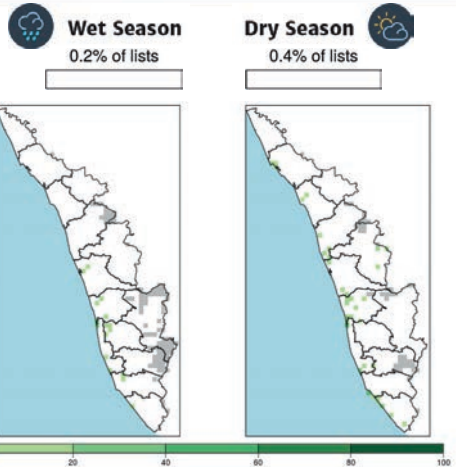 Wet Season
Dry Season
0.2% of lists
0.4% of lists
20
40
60
80
100